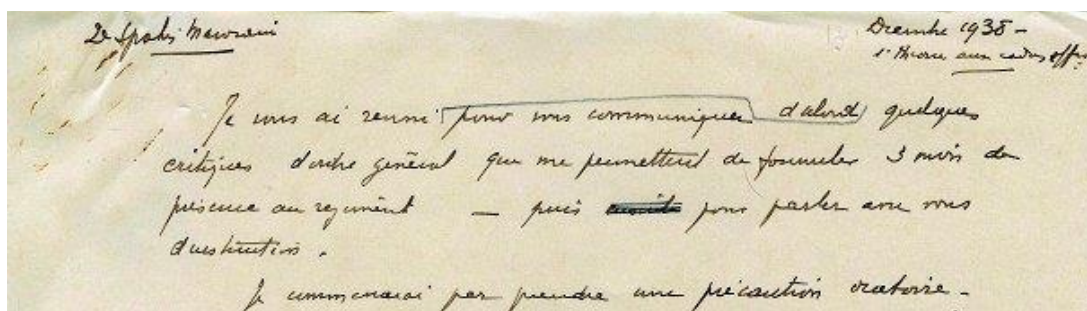 2e Spahis Marocain
Décembre 1938 -
1e théorie aux cadres off
Je vous ai réuni pour vous communiquer d'abord quelques
critiques d'ordre général que me permettent de formuler 3 mois de
présence au régiment — puis pour parler avec vous
d'instruction.
Je commencerai par prendre une précaution oratoire -